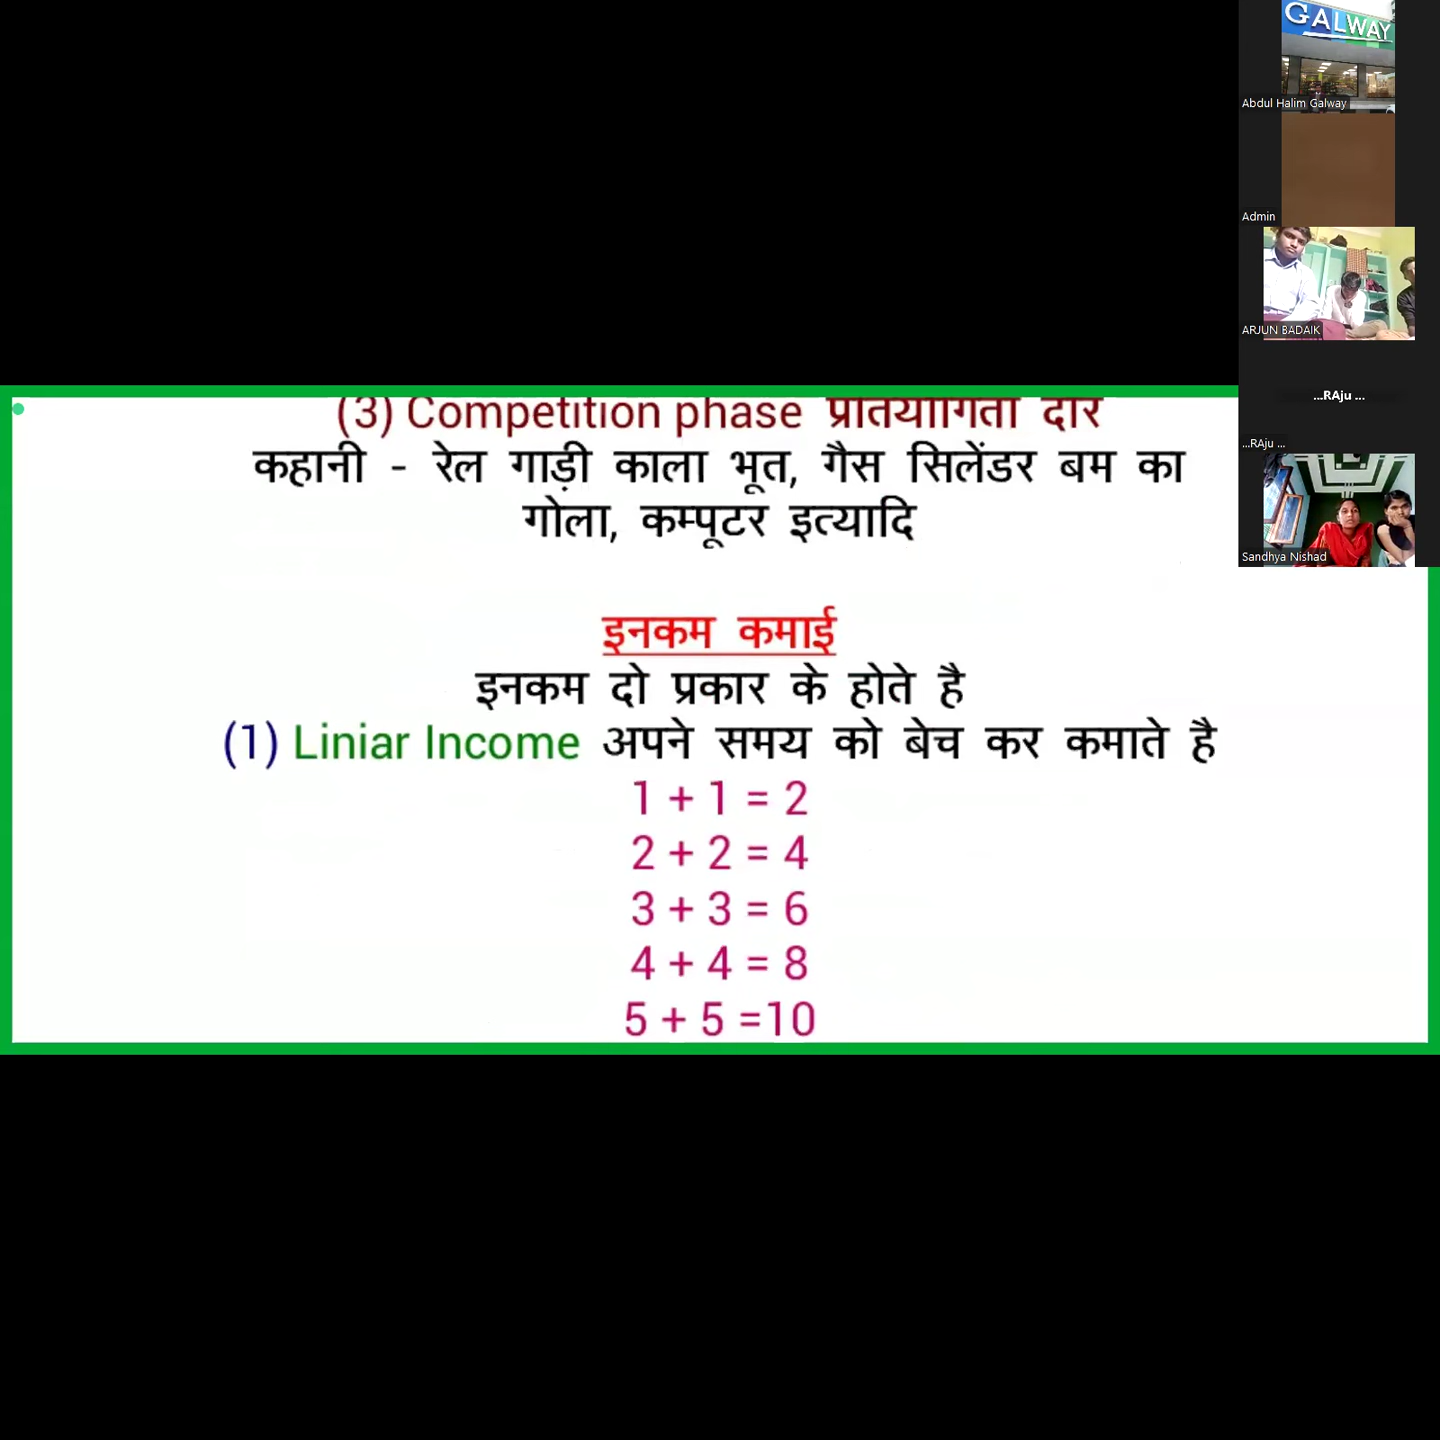 GALWAY
Abdul Halim Galway
Admin
ARJUN BADAIK
...RAju ...
...RAju ...
Sandhya Nishad
(3) Competition phase प्रतियोगिता दौर
कहानी - रेल गाड़ी काला भूत, गैस सिलेंडर बम का
गोला, कम्पूटर इत्यादि
इनकम कमाई
इनकम दो प्रकार के होते है
(1) Liniar Income अपने समय को बेच कर कमाते है
1 + 1 = 2
2 + 2 = 4
3 + 3 = 6
4 + 4 = 8
5 + 5 =10